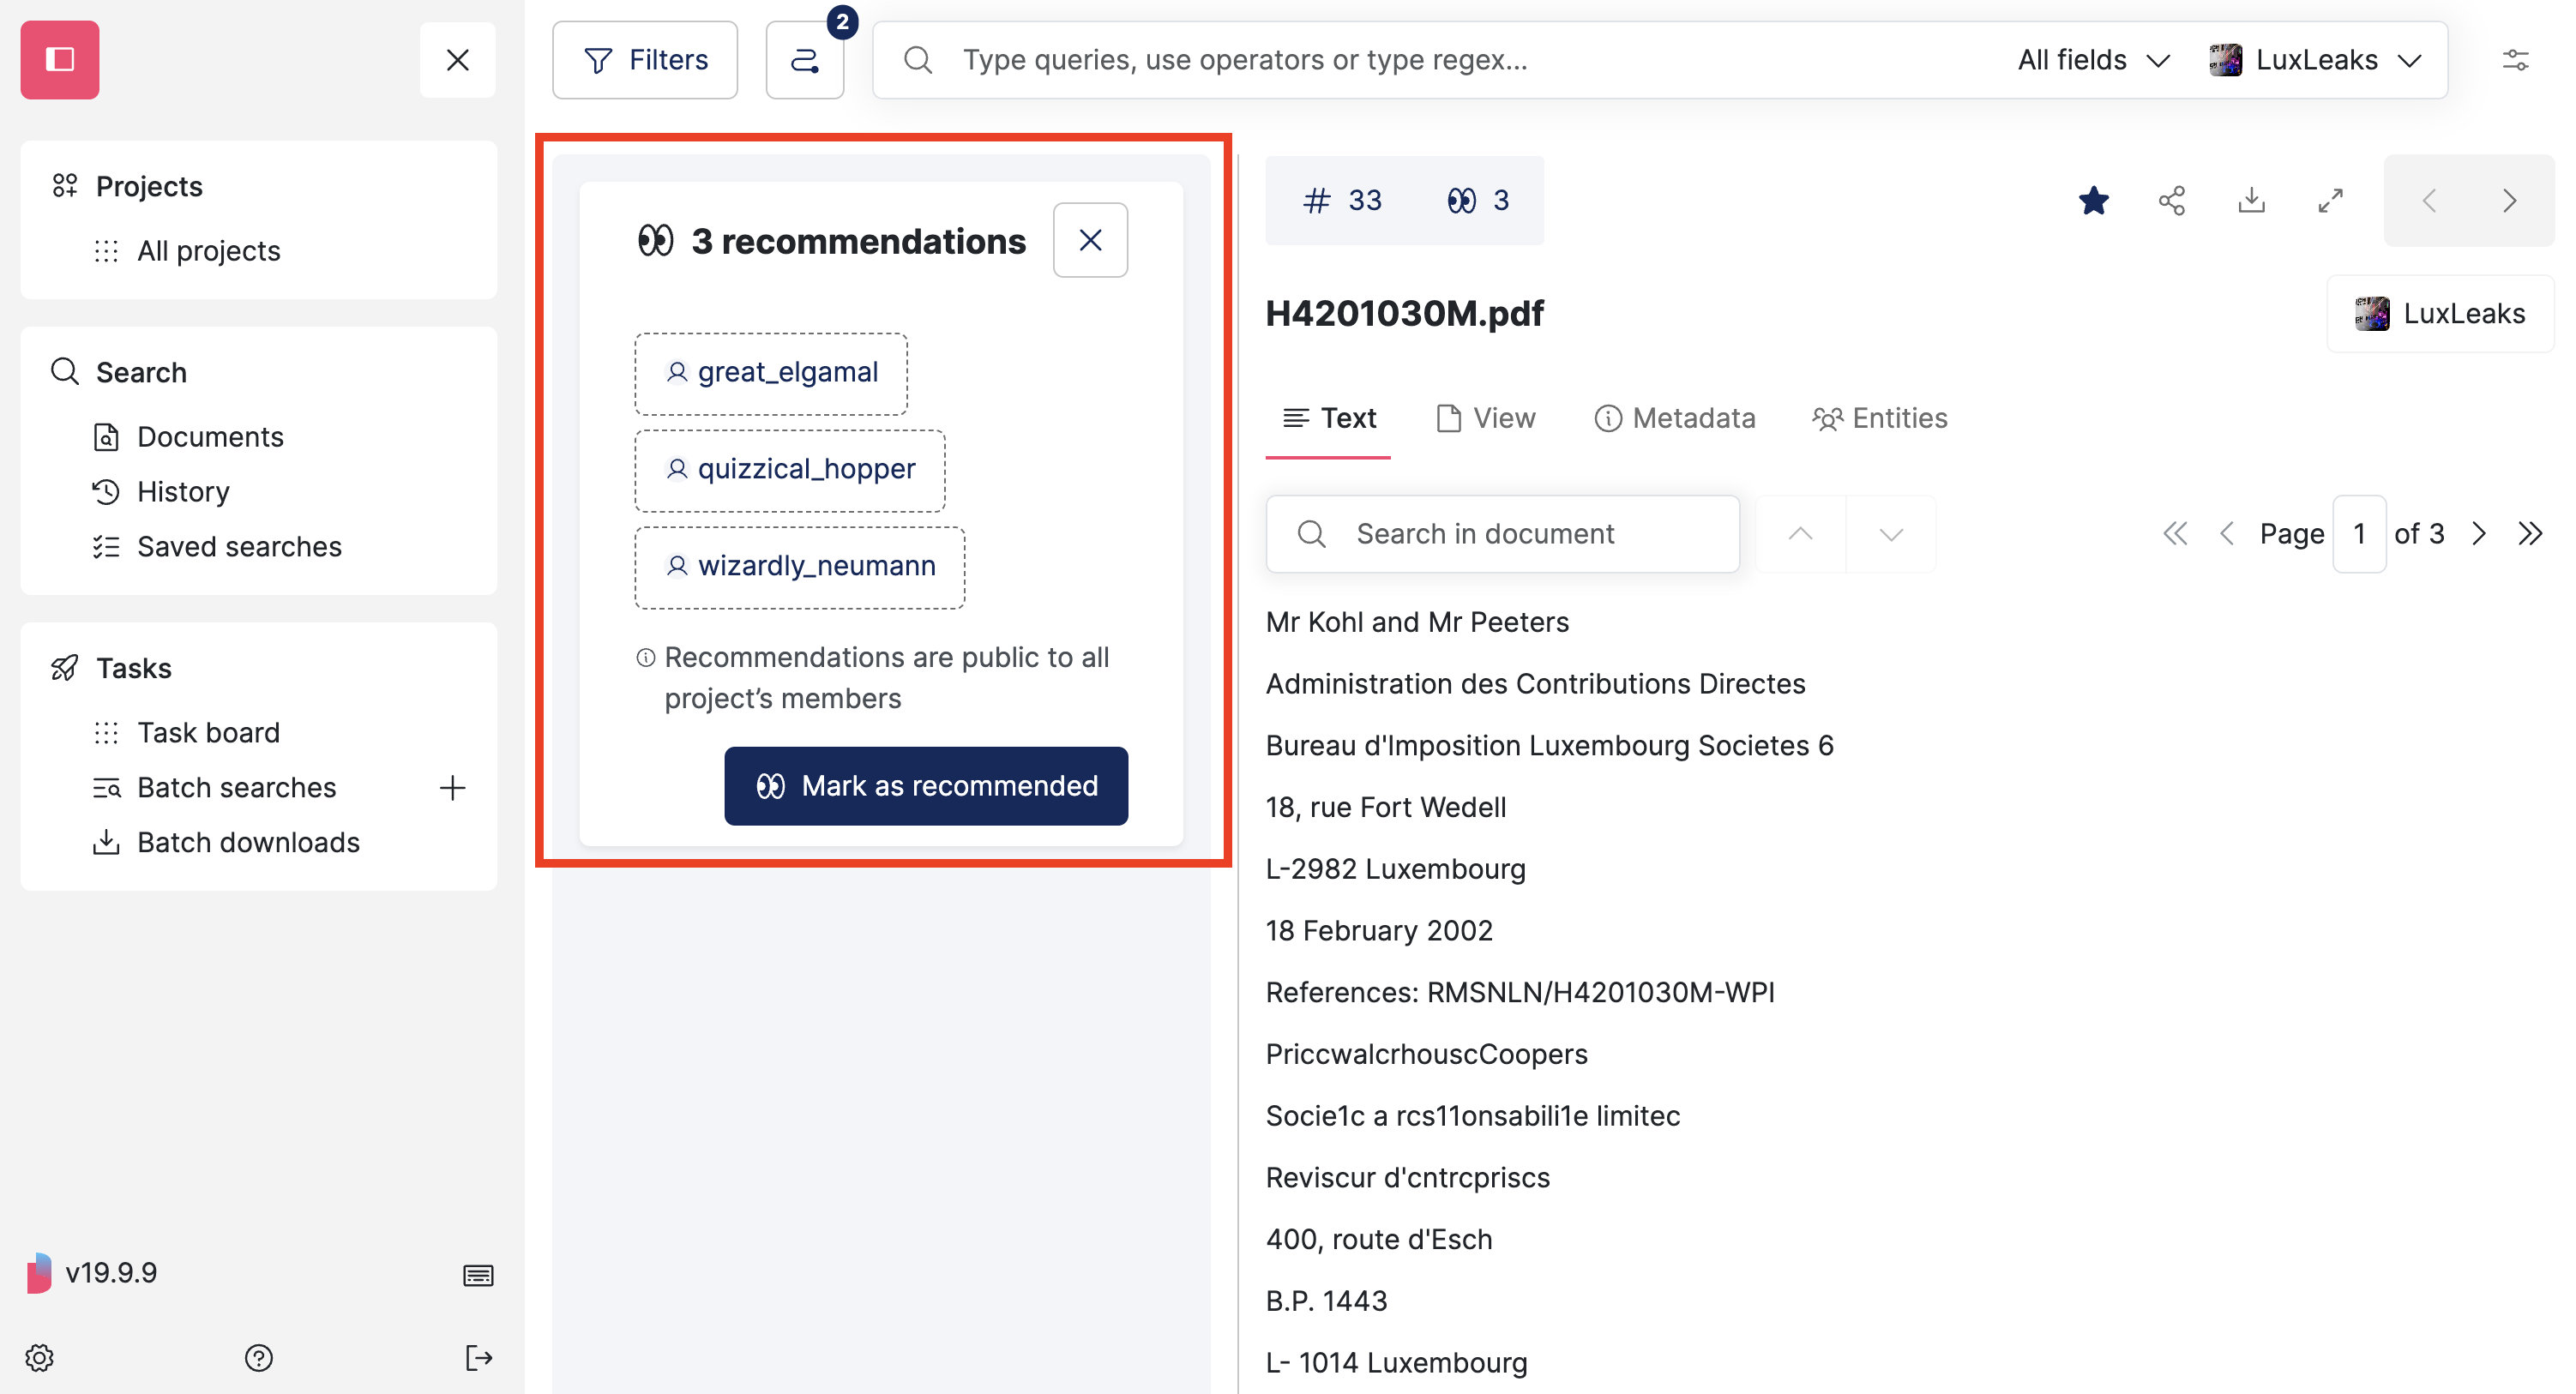 Projects
All projects
Search
Documents
History
Saved searches
Tasks
Task board
Batch searches
Batch downloads
v19.9.9
Filters
2
Type queries, use operators or type regex...
All fields
LuxLeaks
3 recommendations
great_elgamal
quizzical_hopper
wizardly_neumann
Recommendations are public to all
project’s members
Mark as recommended
# 33
3
H4201030M.pdf
LuxLeaks
Text
View
Metadata
Entities
Search in document
Page 1 of 3
Mr Kohl and Mr Peeters
Administration des Contributions Directes
Bureau d'Imposition Luxembourg Societes 6
18, rue Fort Wedell
L-2982 Luxembourg
18 February 2002
References: RMSNLN/H4201030M-WPI
PriccwalcrhouscCoopers
Socie1c a rcs11onsabili1e limitec
Reviscur d'cntrcpriscs
400, route d'Esch
B.P. 1443
L- 1014 Luxembourg